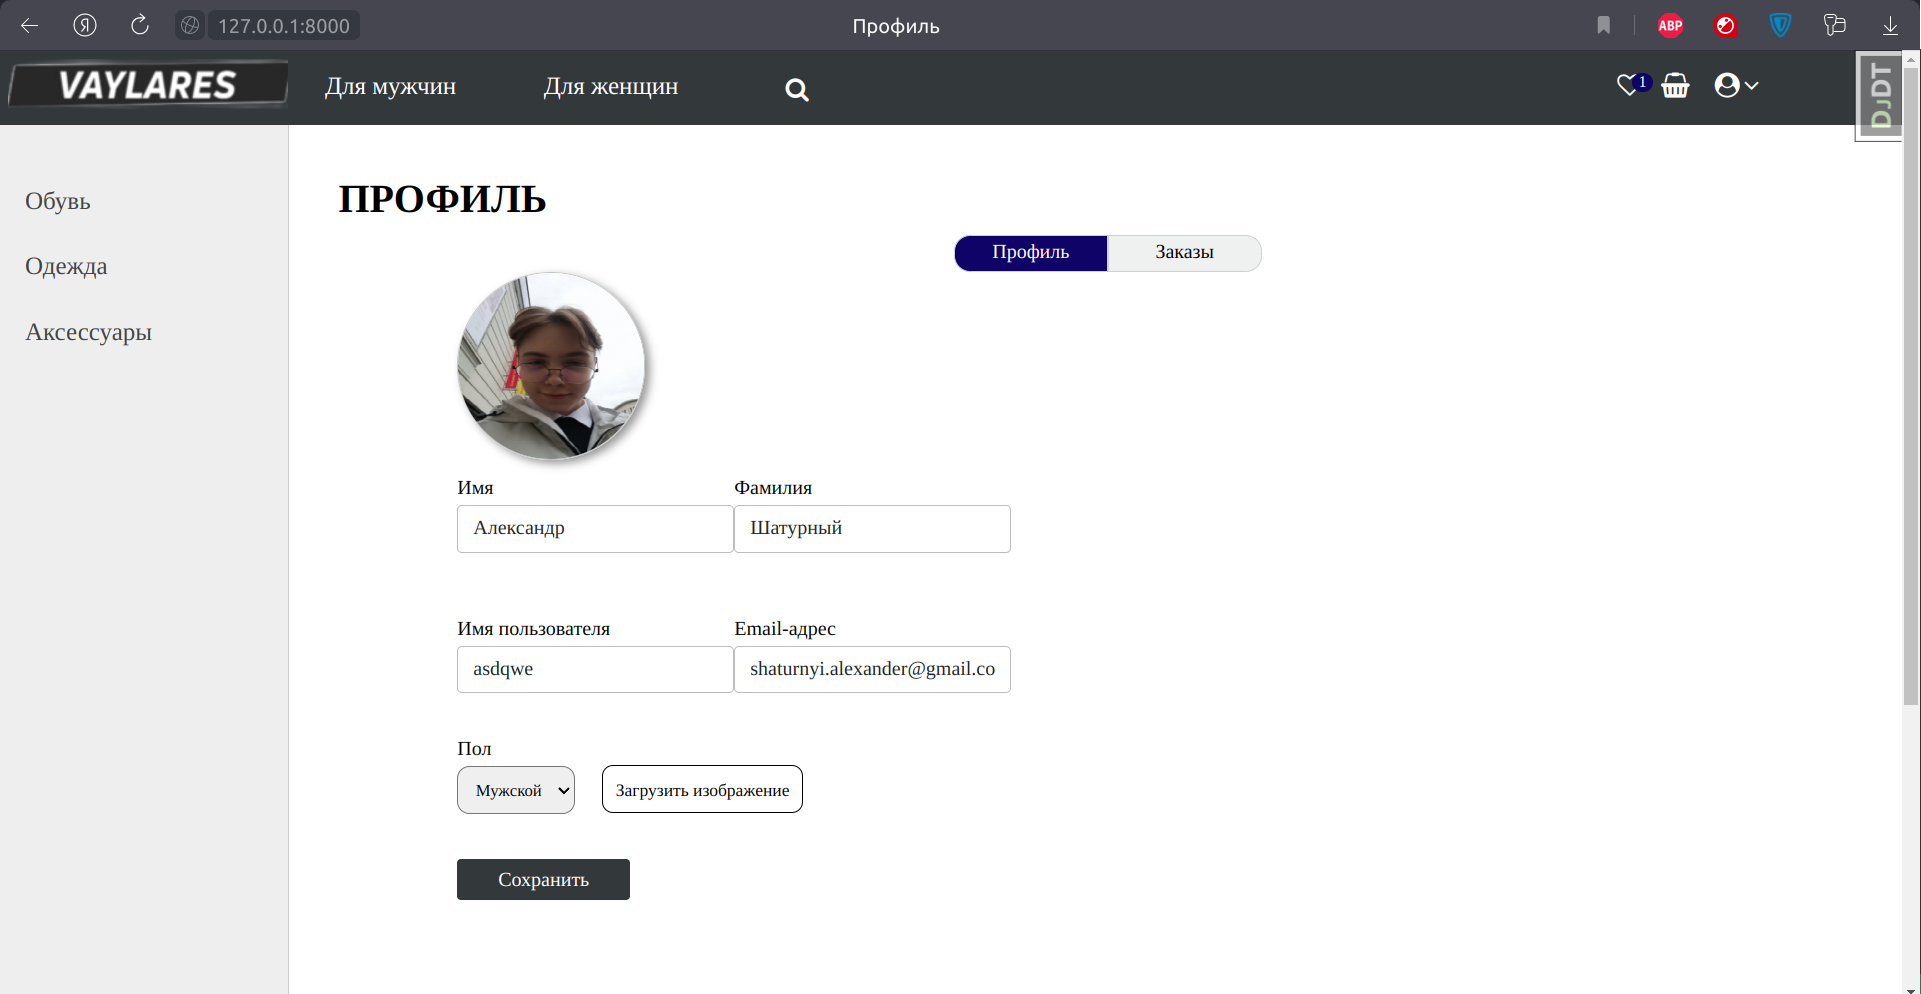 127.0.0.1:8000
Профиль
ABP
VAYLARES
Для мужчин
Для женщин
1
DJDT
Обувь
Одежда
Аксессуары
ПРОФИЛЬ
Профиль
Заказы
Имя
Фамилия
Александр
Шатурный
Имя пользователя
Email-адрес
asdqwe
shaturnyi.alexander@gmail.co
Пол
Мужской
Загрузить изображение
Сохранить